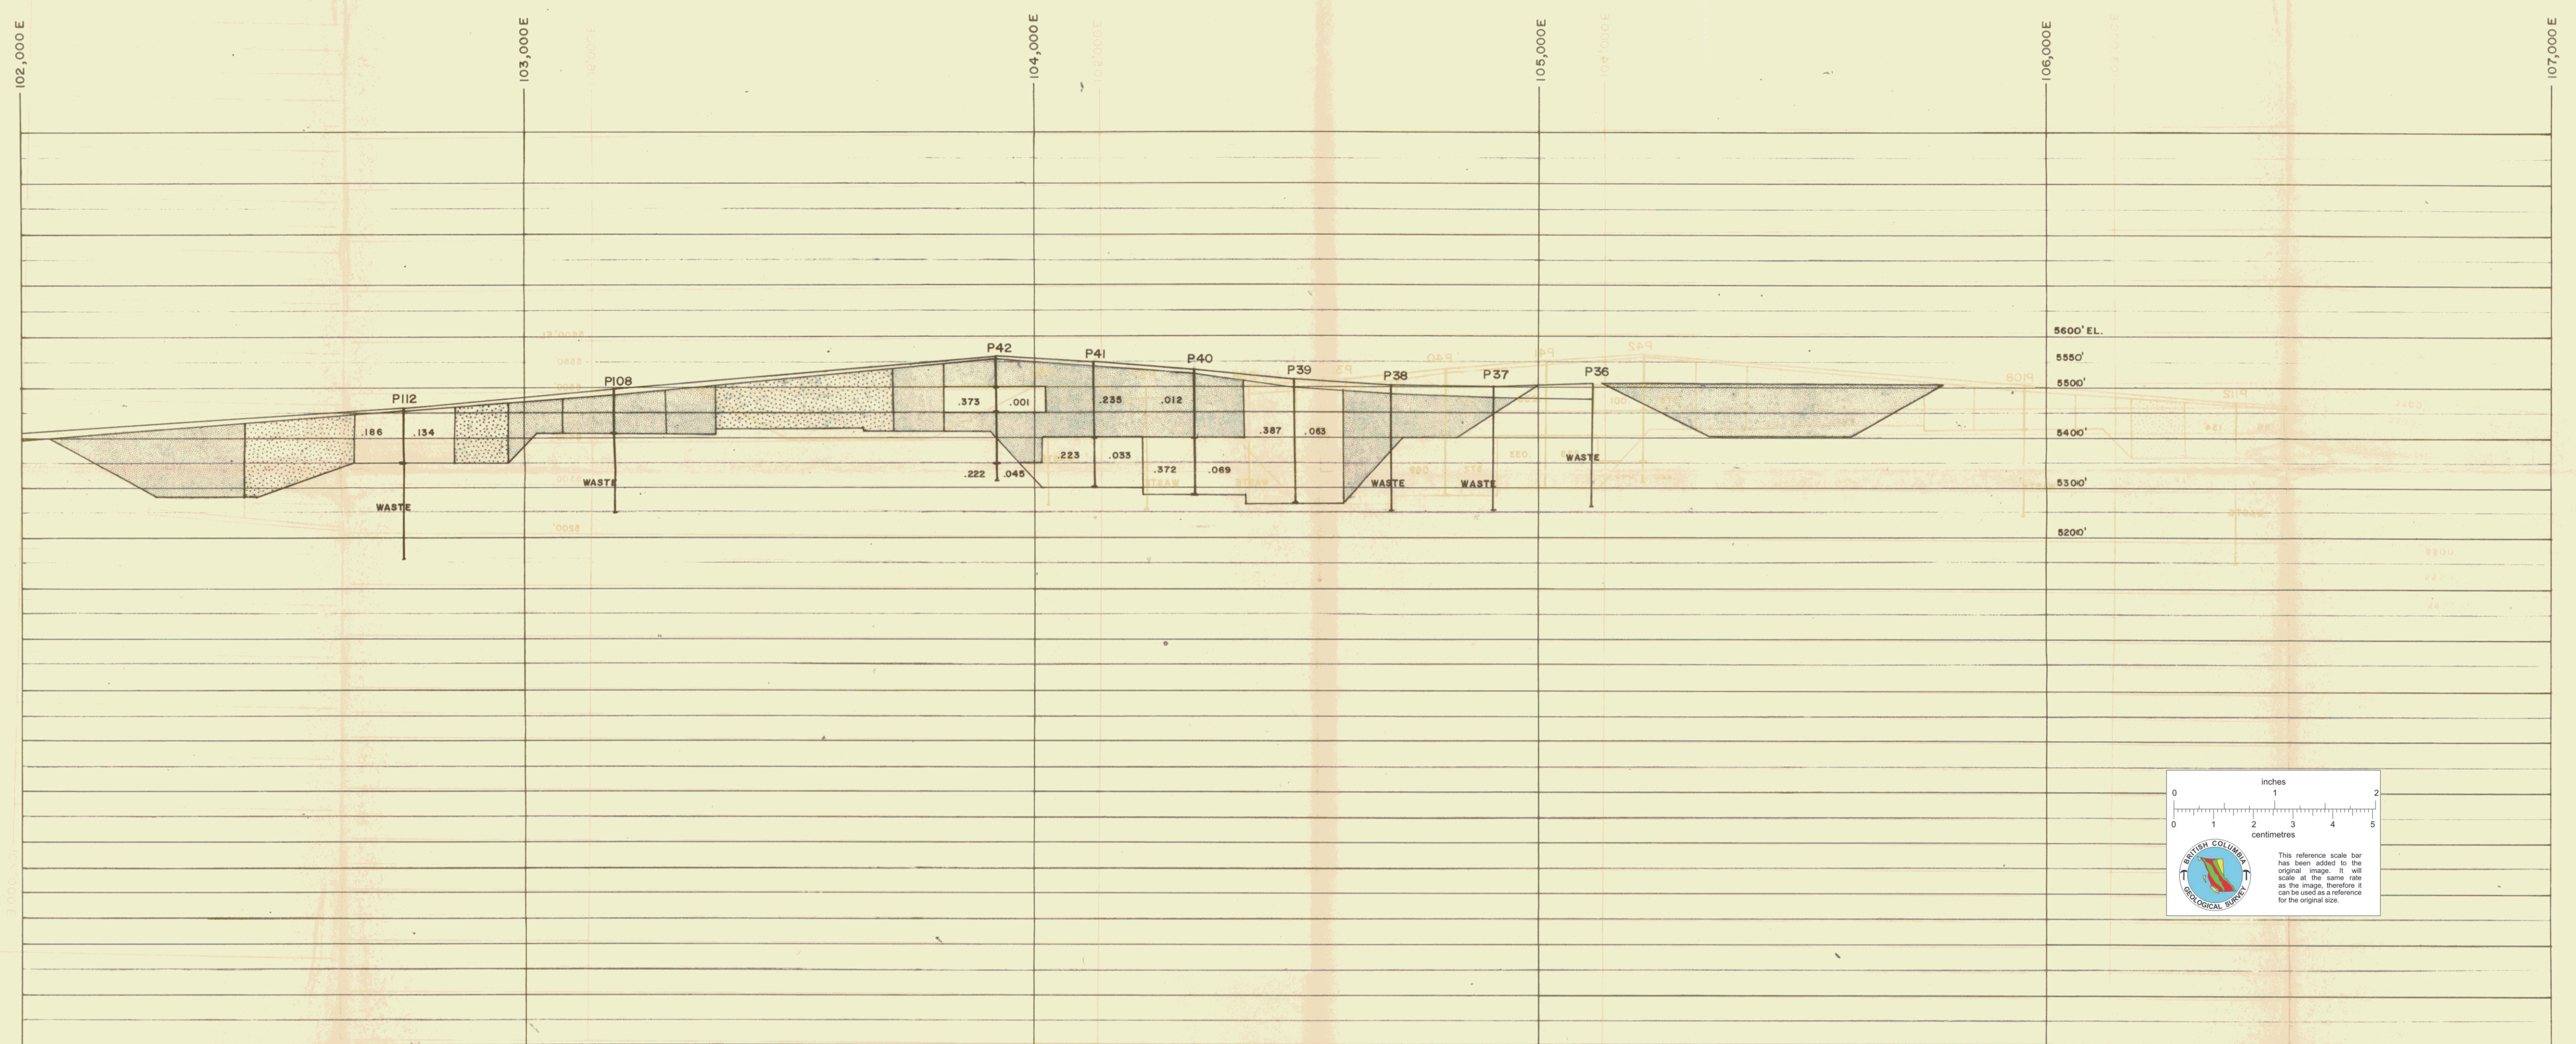 102,000 E
103,000 E
104,000 E
105,000 E
106,000 E
107,000 E
5600' EL.
5550'
5500'
5400'
5300'
5200'
P112
P108
P42
P41
P40
P39
P38
P37
P36
.186 .134
.373 .001
.235 .012
.387 .063
.222 .045
.223 .033
.372 .069
WASTE
WASTE
WASTE
WASTE
WASTE
inches
0 1 2
0 1 2 3 4 5
centimetres
BRITISH COLUMBIA
GEOLOGICAL SURVEY
This reference scale bar
has been added to the
original image. It will
scale at the same rate
as the image, therefore it
can be used as a reference
for the original size.